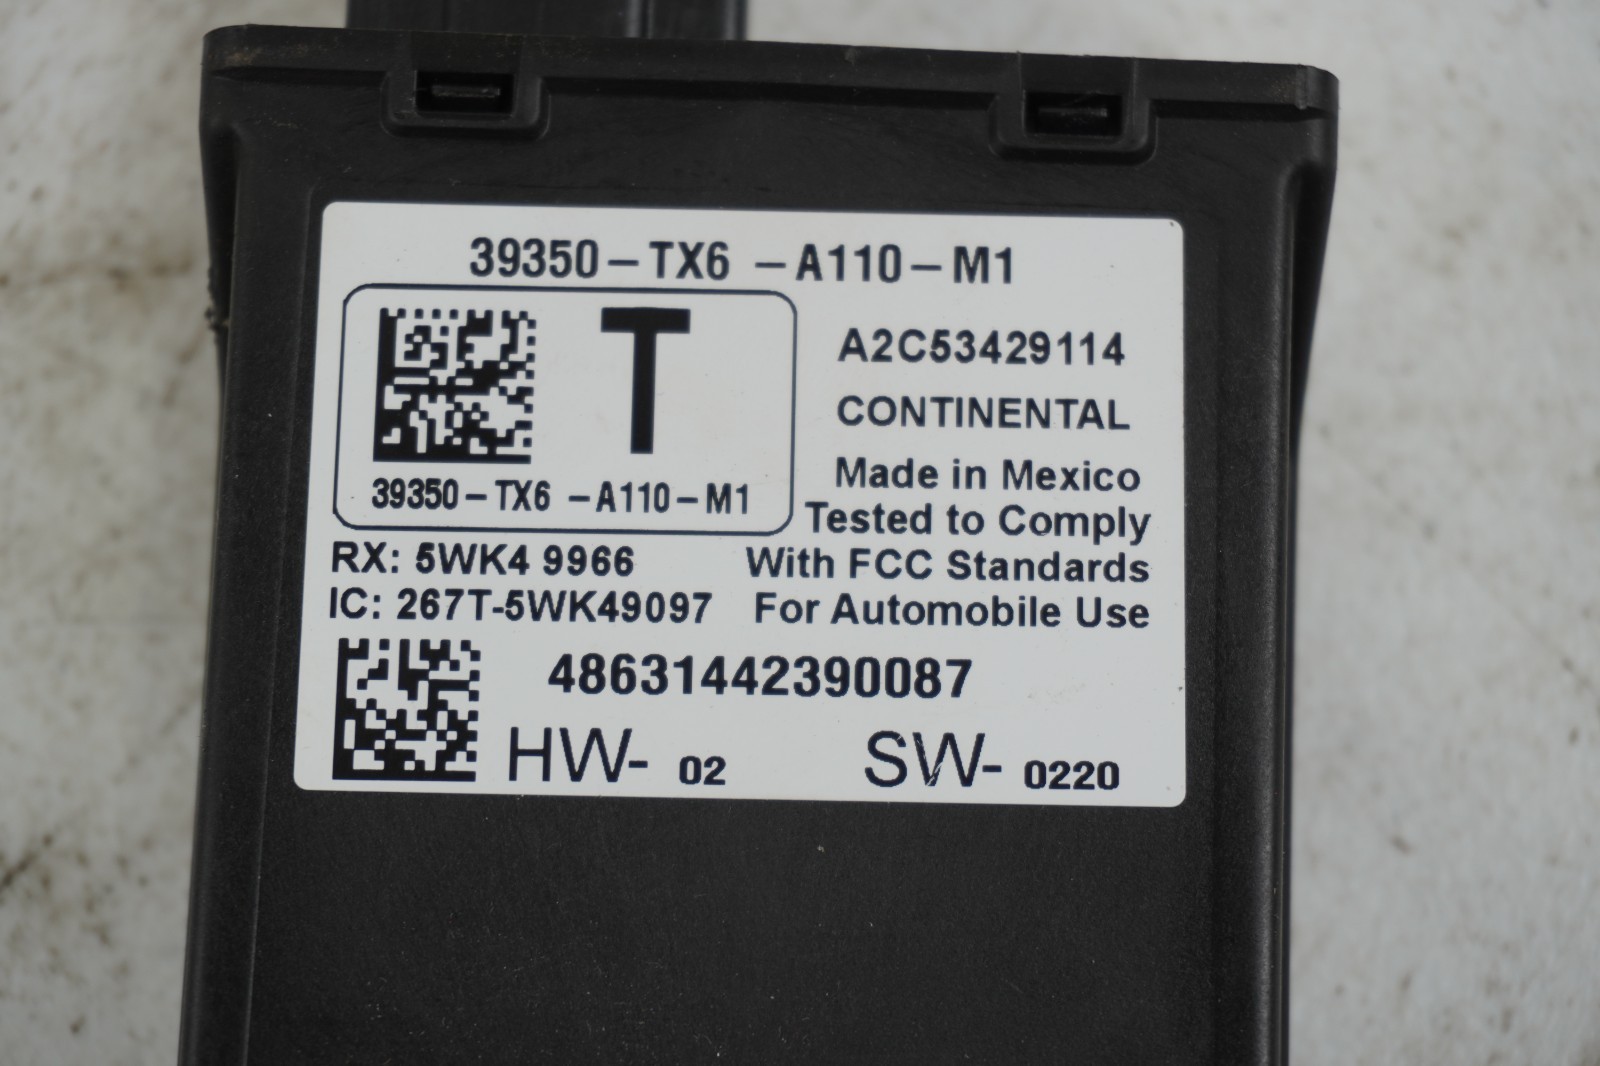 39350-TX6 -A110-M1
T
39350-TX6 -A110-M1
A2C53429114
CONTINENTAL
Made in Mexico
Tested to Comply
With FCC Standards
For Automobile Use
RX: 5WK4 9966
IC: 267T-5WK49097
48631442390087
HW- 02
SW- 0220